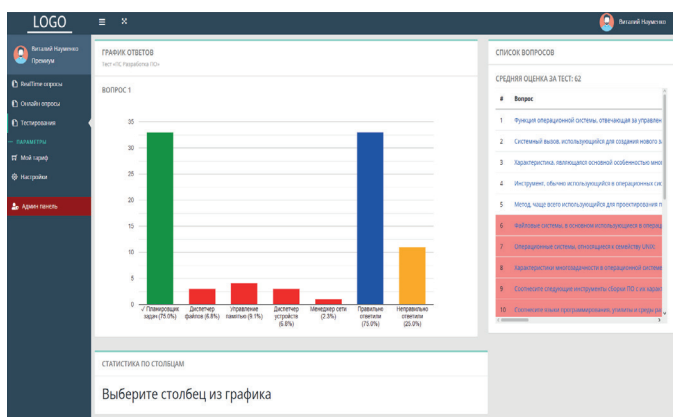 LOGO
Виталий Науменко
Виталий Науменко
Премиум
RealTime опросы
Онлайн опросы
Тестирования
ПАРАМЕТРЫ
Мой тариф
Настройки
Админ панель
ГРАФИК ОТВЕТОВ
Тест «ПС Разработка ПО»
ВОПРОС 1
35
30
25
20
15
10
5
0
✓ Планировщик задач (75.0%)
Диспетчер файлов (6.8%)
Управление памятью (9.1%)
Диспетчер устройств (6.8%)
Менеджер сети (2.3%)
Правильно ответили (75.0%)
Неправильно ответили (25.0%)
СТАТИСТИКА ПО СТОЛБЦАМ
Выберите столбец из графика
СПИСОК ВОПРОСОВ
СРЕДНЯЯ ОЦЕНКА ЗА ТЕСТ: 62
# Вопрос
1 Функция операционной системы, отвечающая за управлен
2 Системный вызов, использующийся для создания нового
3 Характеристика, являющаяся основной особенностью
4 Инструмент, обычно использующийся в операционных сис
5 Метод, чаще всего использующийся для проектирования п
6 Файловые системы, в основном использующиеся в операц
7 Операционные системы, относящиеся к семейству UNIX
8 Характеристики многозадачности в операционной системе
9 Соотнесите следующие инструменты сборки ПО с их характ
10 Соотнесите языки программирования, утилиты и среды